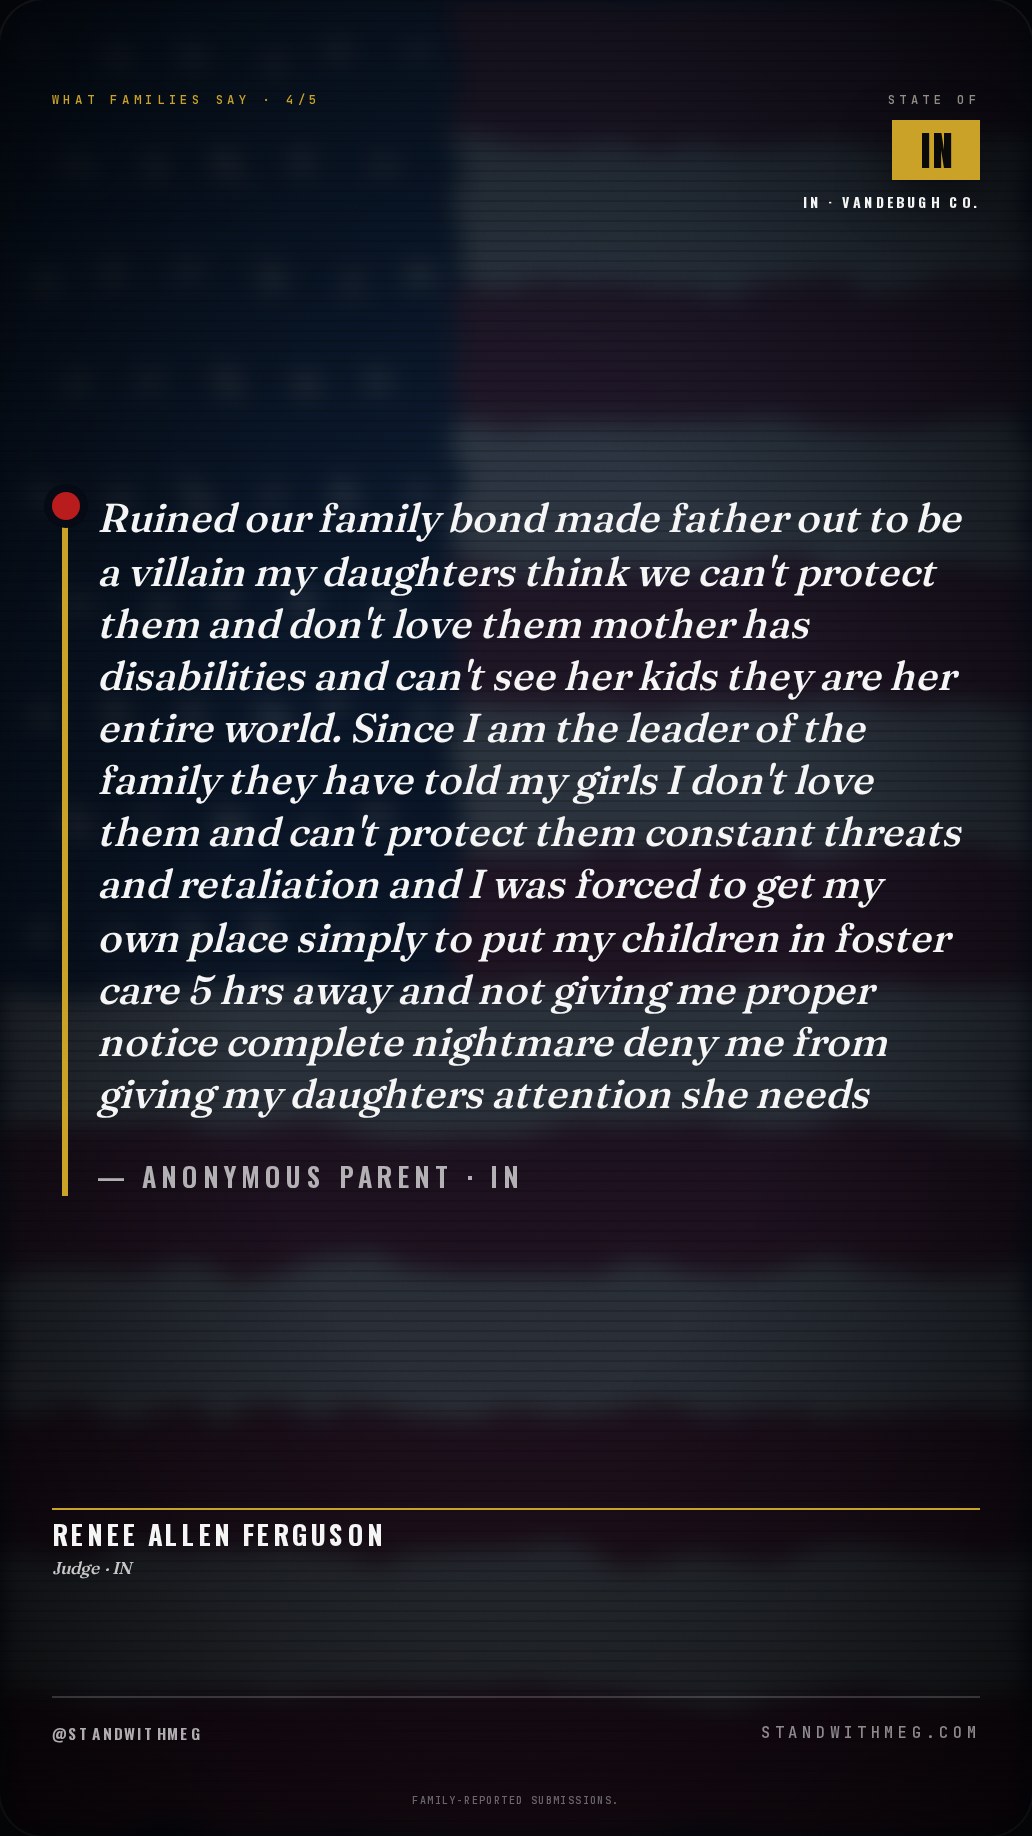 WHAT FAMILIES SAY · 4/5
STATE OF
IN
IN · VANDEBUGH CO.
Ruined our family bond made father out to be
a villain my daughters think we can't protect
them and don't love them mother has
disabilities and can't see her kids they are her
entire world. Since I am the leader of the
family they have told my girls I don't love
them and can't protect them constant threats
and retaliation and I was forced to get my
own place simply to put my children in foster
care 5 hrs away and not giving me proper
notice complete nightmare deny me from
giving my daughters attention she needs
— ANONYMOUS PARENT · IN
RENEE ALLEN FERGUSON
Judge · IN
@STANDWITHMEG
STANDWITHMEG.COM
FAMILY-REPORTED SUBMISSIONS.